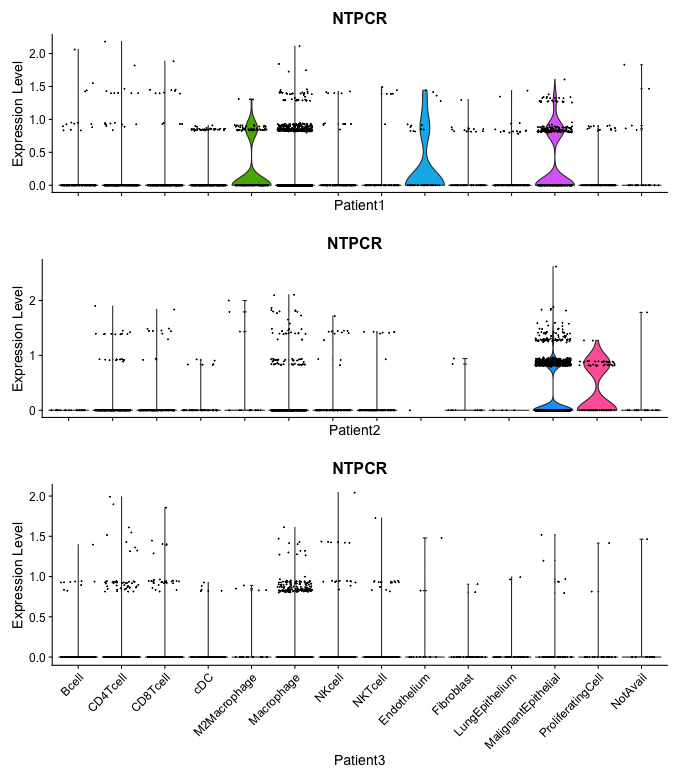 NTPCR
Expression Level
2.0
1.5
1.0
0.5
0.0
Patient1
NTPCR
Expression Level
2
1
0
Patient2
NTPCR
Expression Level
2.0
1.5
1.0
0.5
0.0
Bcell
CD4Tcell
CD8Tcell
cDC
M2Macrophage
Macrophage
NKcell
NKTcell
Endothelium
Fibroblast
LungEpithelium
MalignantEpithelial
ProliferatingCell
NotAvail
Patient3